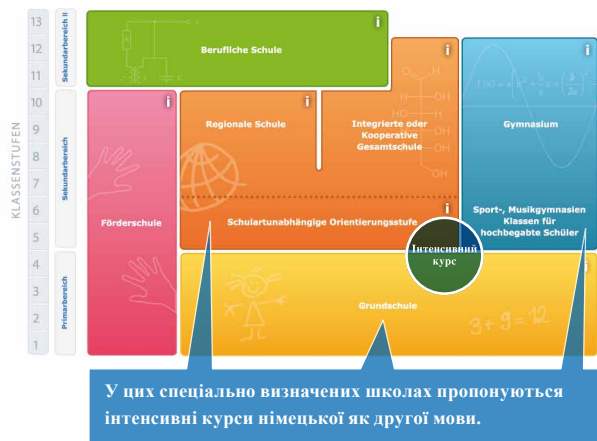 KLASSENSTUFEN
13
12
11
10
9
8
7
6
5
4
3
2
1
Sekundarbereich II
Sekundarbereich
Primarbereich
Berufliche Schule
i
i
i
i
i
Förderschule
Regionale Schule
Integrierte oder
Kooperative
Gesamtschule
Gymnasium
Schulartunabhängige Orientierungsstufe
i
Sport-, Musikgymnasien
Klassen für
hochbegabte Schüler
Інтенсивний
курс
i
Grundschule
3 + 9 = 12
У цих спеціально визначених школах пропонуються
інтенсивні курси німецької як другої мови.